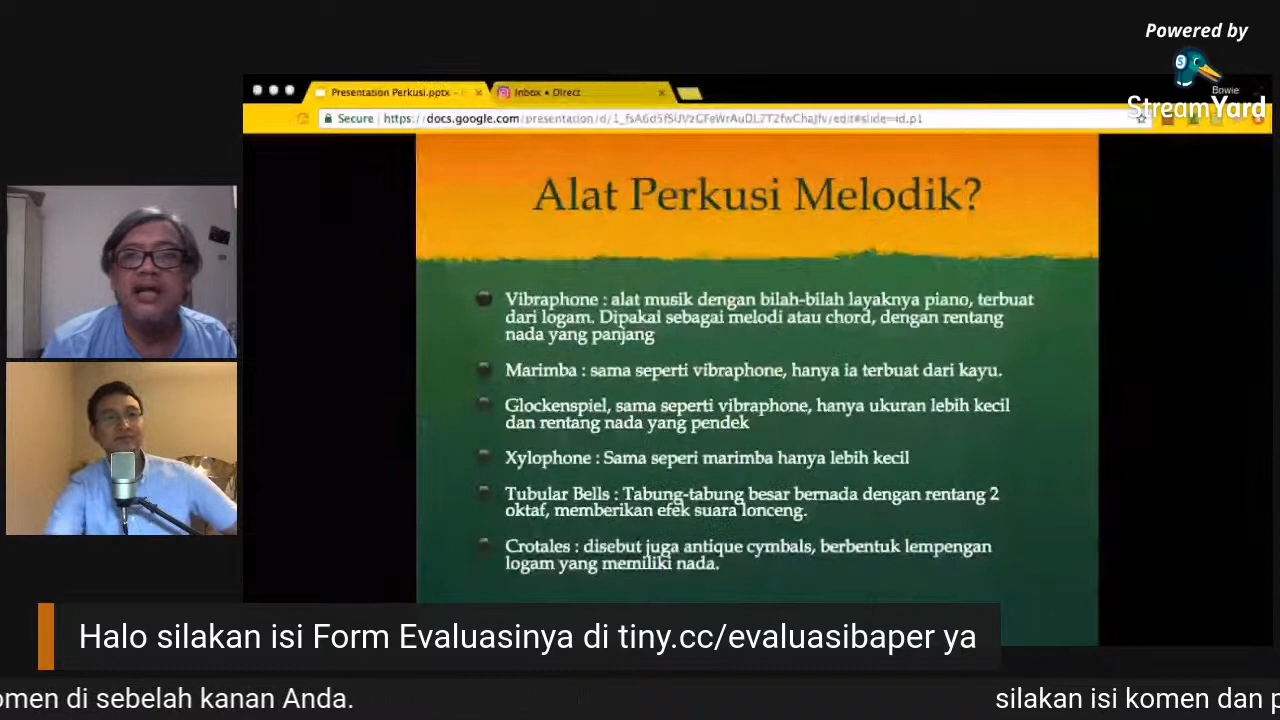 Powered by
StreamYard
Bowie
Presentation Perkusi.pptx -
Inbox • Direct
Secure
https://docs.google.com/presentation/d/
Alat Perkusi Melodik?
Vibraphone : alat musik dengan bilah-bilah layaknya piano, terbuat
dari logam. Dipakai sebagai melodi atau chord, dengan rentang
nada yang panjang
Marimba : sama seperti vibraphone, hanya ia terbuat dari kayu.
Glockenspiel, sama seperti vibraphone, hanya ukuran lebih kecil
dan rentang nada yang pendek
Xylophone : Sama seperi marimba hanya lebih kecil
Tubular Bells : Tabung-tabung besar bernada dengan rentang 2
oktaf, memberikan efek suara lonceng.
Crotales : disebut juga antique cymbals, berbentuk lempengan
logam yang memiliki nada.
Halo silakan isi Form Evaluasinya di tiny.cc/evaluasibaper ya
omen di sebelah kanan Anda.
silakan isi komen dan p